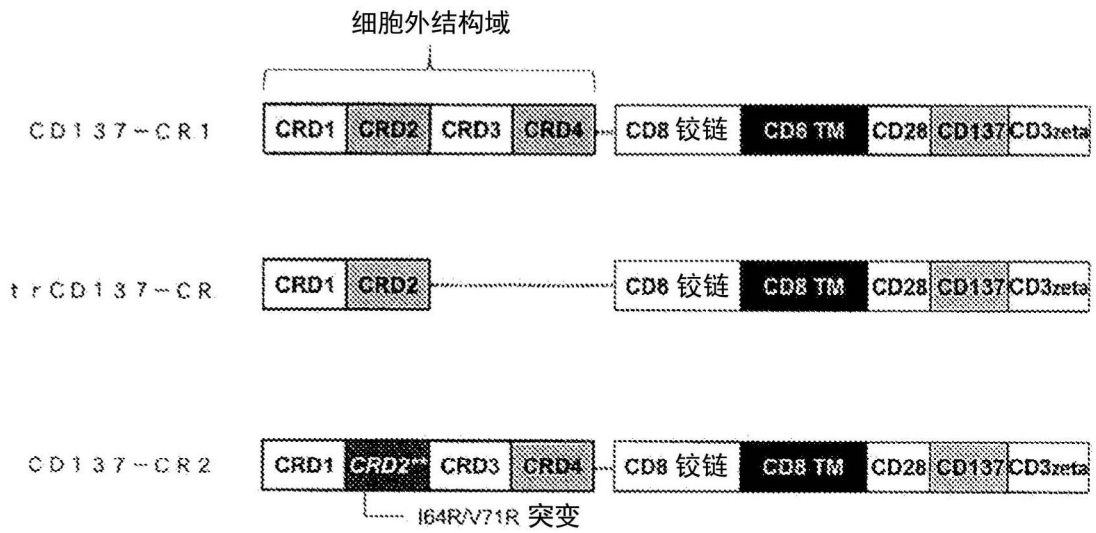 细胞外结构域
CD137-CR1 CRD1 CRD2 CRD3 CRD4 CD8 铰链 CD8 TM CD28 CD137 CD3zeta
trCD137-CR CRD1 CRD2 CD8 铰链 CD8 TM CD28 CD137 CD3zeta
CD137-CR2 CRD1 CRD2** CRD3 CRD4 CD8 铰链 CD8 TM CD28 CD137 CD3zeta
I64R/V71R 突变